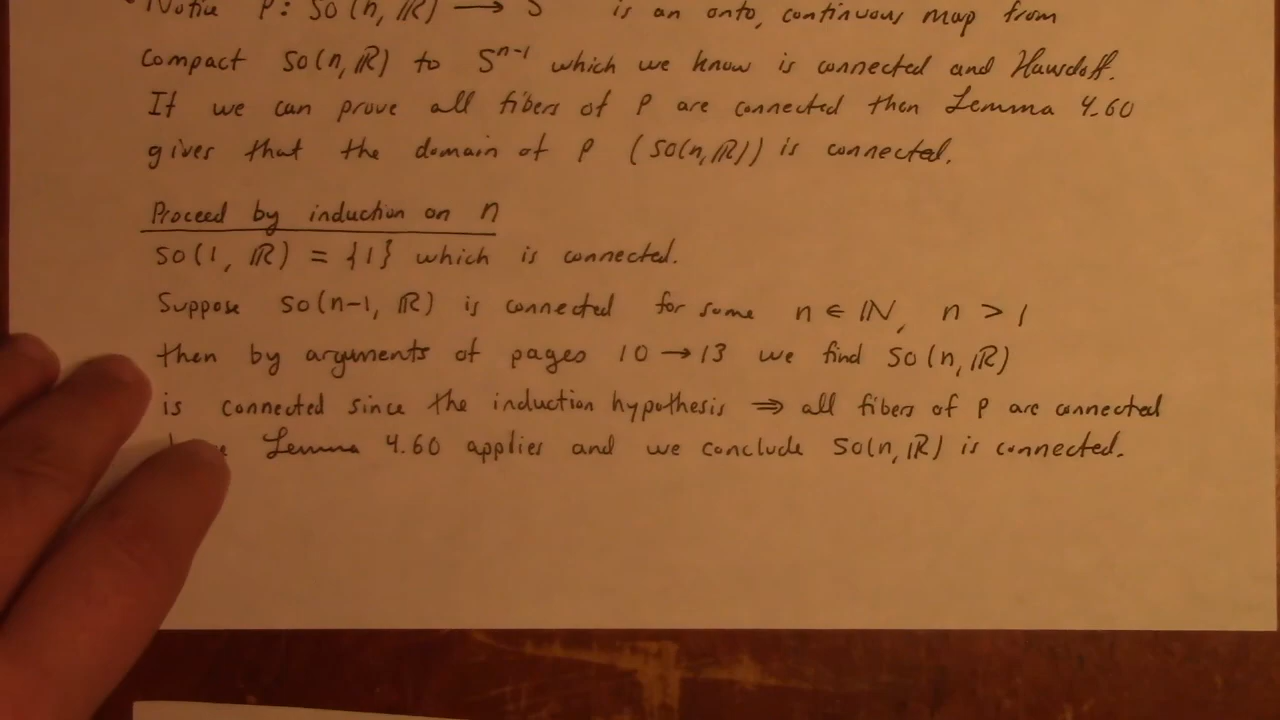 Notice P: SO(n, ℝ) ⟶ S is an onto, continuous map from
compact SO(n, ℝ) to Sⁿ⁻¹ which we know is connected and Hausdoff.
If we can prove all fibers of P are connected then Lemma 4.60
gives that the domain of P (SO(n, ℝ)) is connected.
Proceed by induction on n
SO(1, ℝ) = {1} which is connected.
Suppose SO(n-1, ℝ) is connected for some n ∈ ℕ, n > 1
then by arguments of pages 10 → 13 we find SO(n, ℝ)
is connected since the induction hypothesis ⟹ all fibers of P are connected
Lemma 4.60 applies and we conclude SO(n, ℝ) is connected.